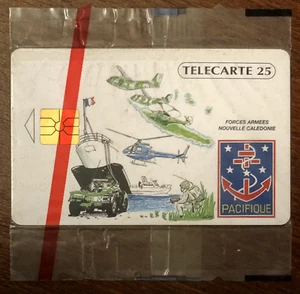 TELECARTE 25
FORCES ARMEES
NOUVELLE CALEDONIE
PACIFIQUE